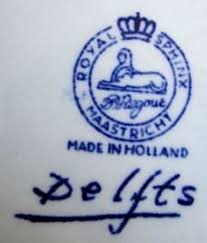 ROYAL SPHINX
P. Regout
MAASTRICHT
MADE IN HOLLAND
Delfts